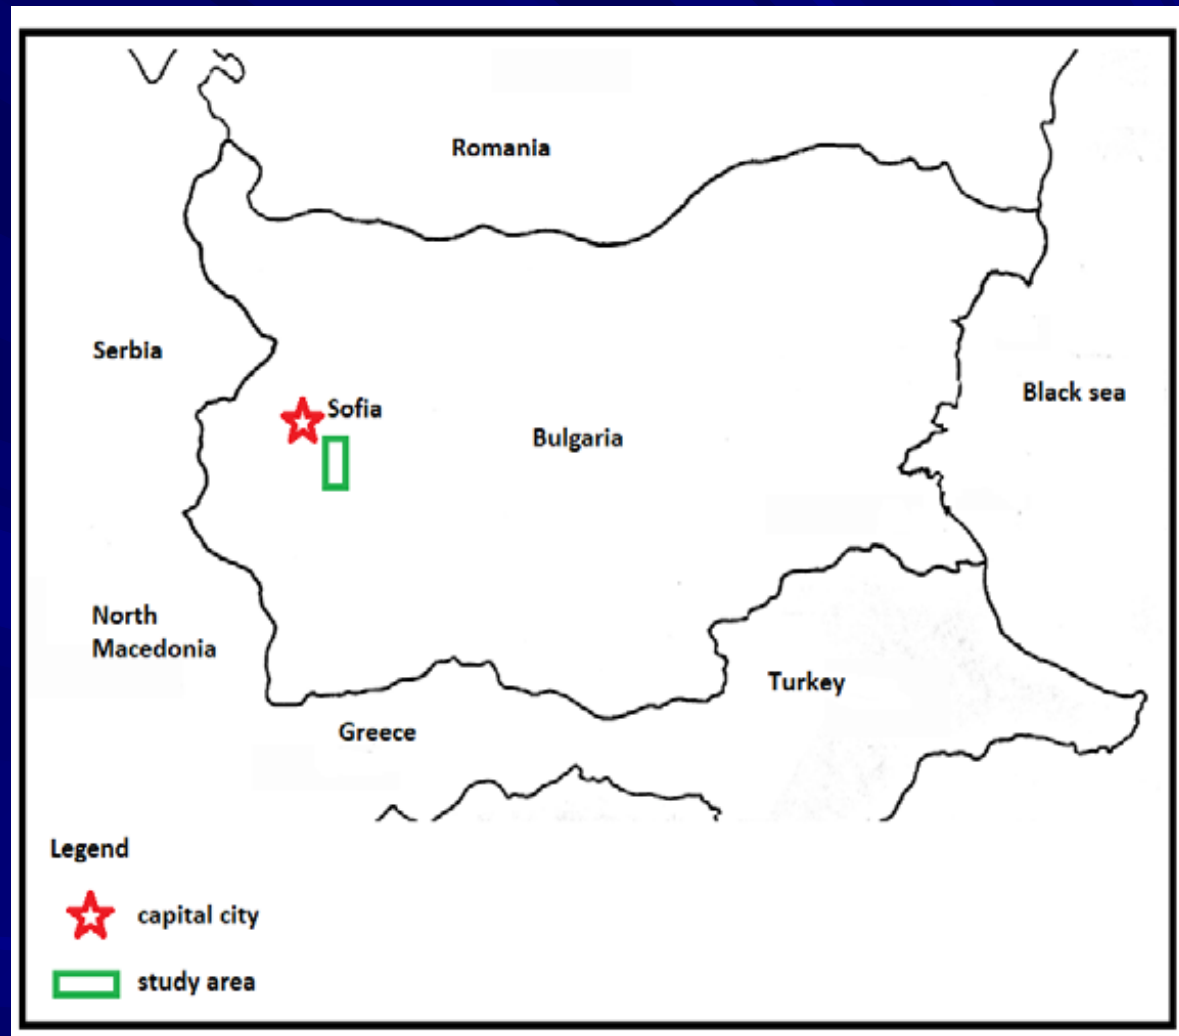 Romania
Serbia
Sofia
Black sea
Bulgaria
North
Macedonia
Turkey
Greece
Legend
capital city
study area